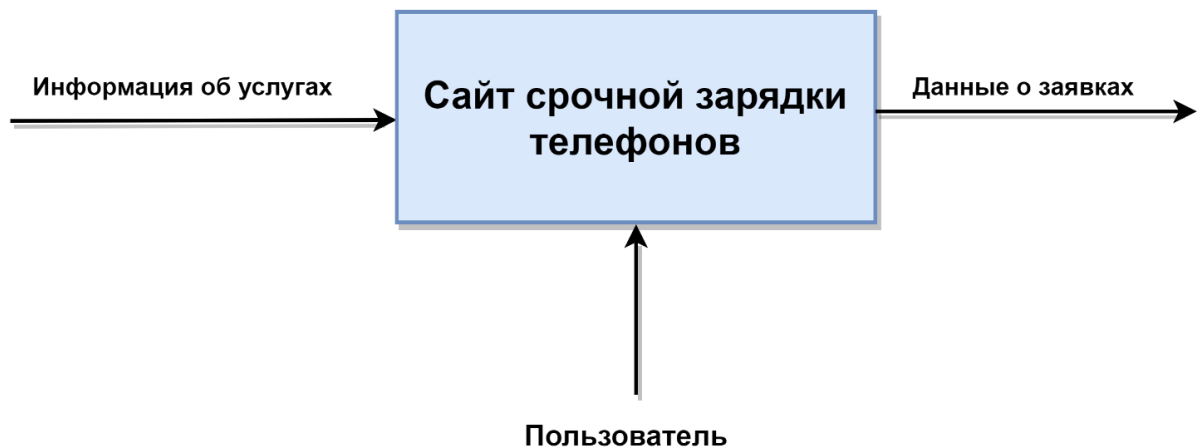 Информация об услугах
Сайт срочной зарядки
телефонов
Данные о заявках
Пользователь